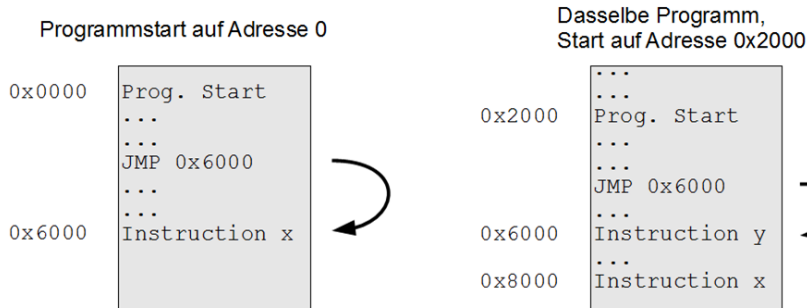 Programmstart auf Adresse 0
0x0000 Prog. Start
...
...
JMP 0x6000
...
...
0x6000 Instruction x
Dasselbe Programm,
Start auf Adresse 0x2000
...
...
0x2000 Prog. Start
...
...
JMP 0x6000
...
0x6000 Instruction y
...
0x8000 Instruction x